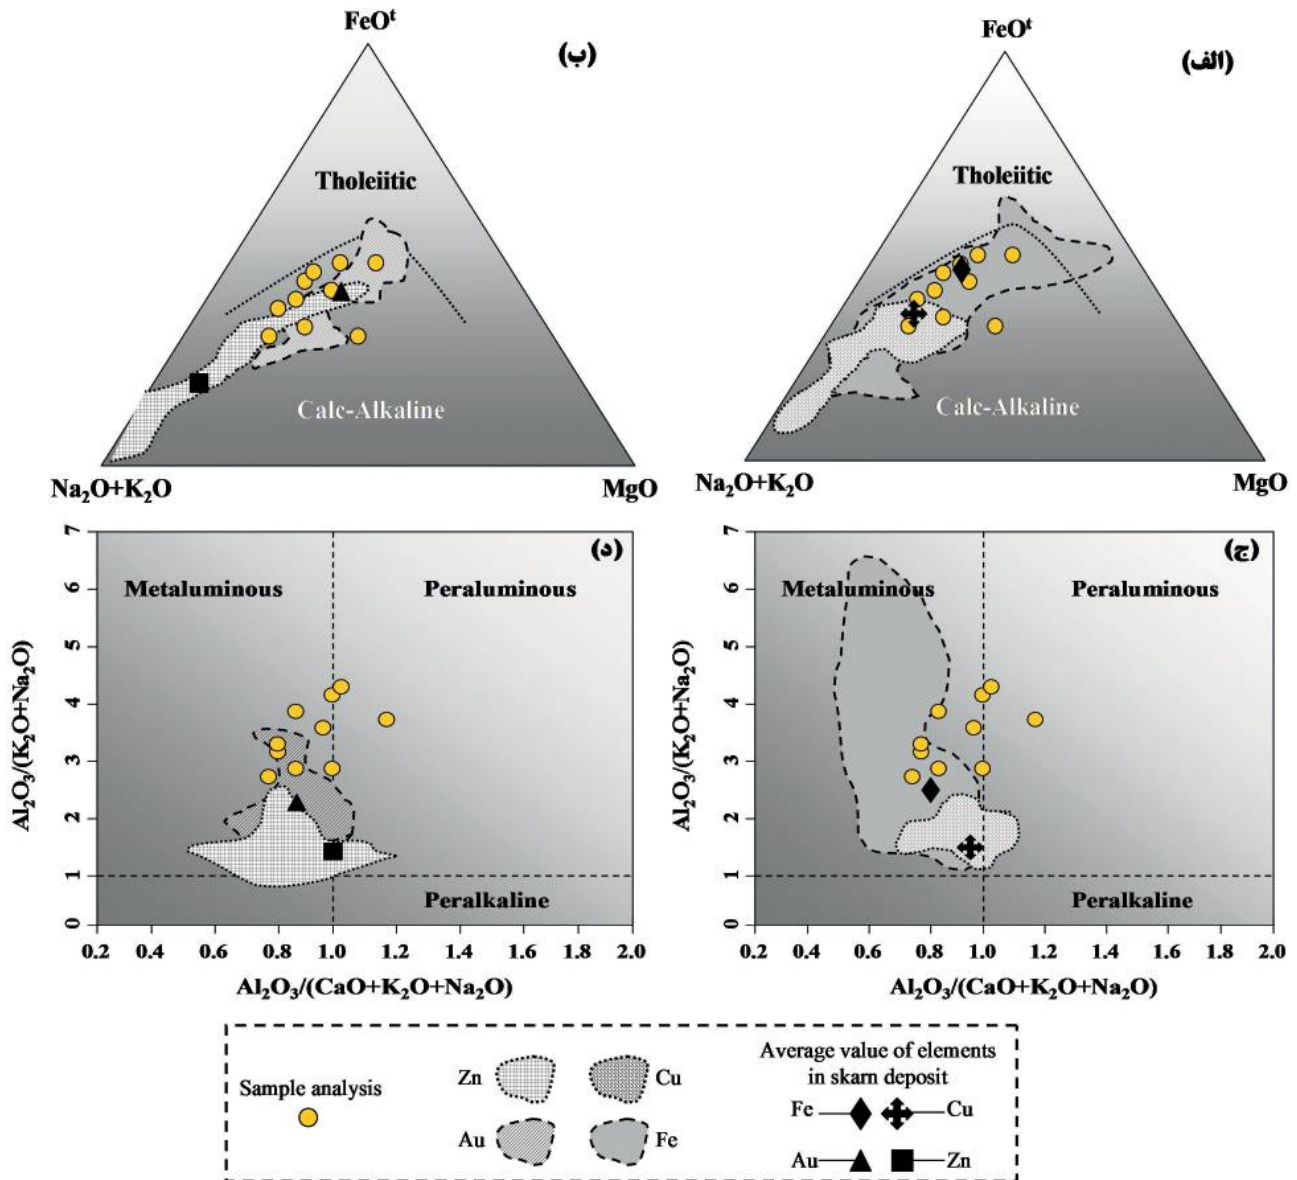 FeOᵗ
(ب)
Tholeiitic
Calc-Alkaline
Na₂O+K₂O
MgO
FeOᵗ
(الف)
Tholeiitic
Calc-Alkaline
Na₂O+K₂O
MgO
(د)
Metaluminous
Peraluminous
Peralkaline
7
6
5
4
3
2
1
0
Al₂O₃/(K₂O+Na₂O)
0.2 0.4 0.6 0.8 1.0 1.2 1.4 1.6 1.8 2.0
Al₂O₃/(CaO+K₂O+Na₂O)
(ج)
Metaluminous
Peraluminous
Peralkaline
7
6
5
4
3
2
1
0
Al₂O₃/(K₂O+Na₂O)
0.2 0.4 0.6 0.8 1.0 1.2 1.4 1.6 1.8 2.0
Al₂O₃/(CaO+K₂O+Na₂O)
Sample analysis
Zn
Cu
Au
Fe
Average value of elements
in skarn deposit
Fe
Cu
Au
Zn